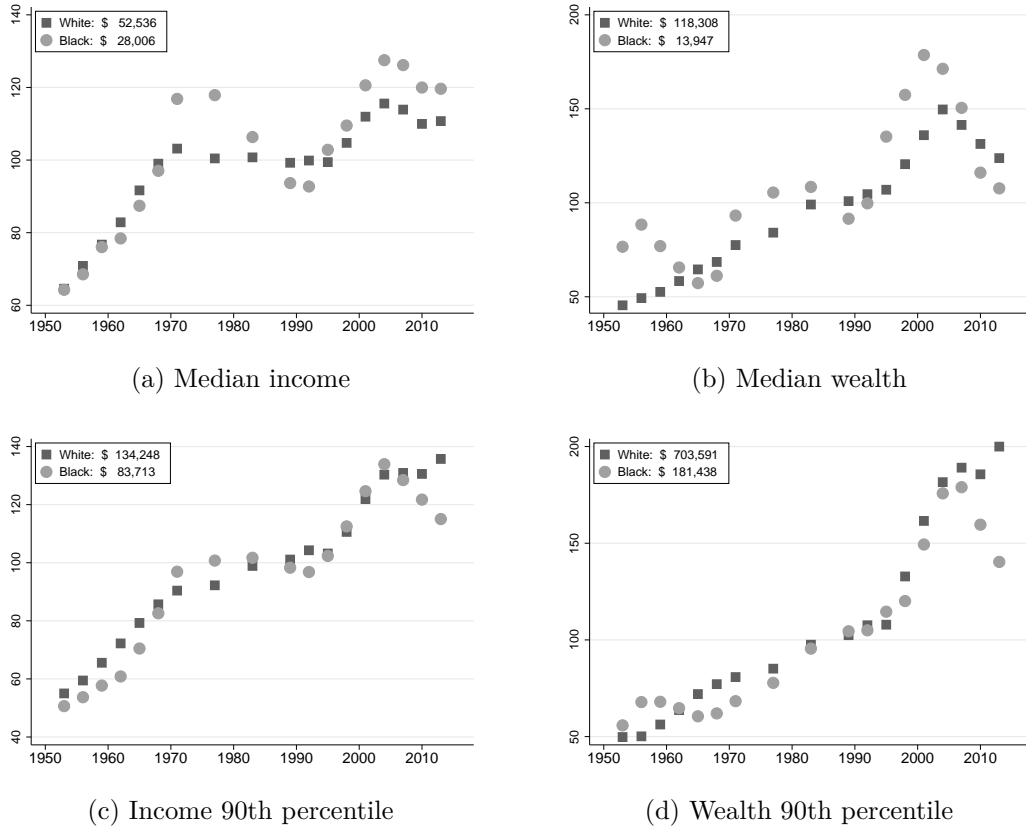 140
120
100
80
60
White: $ 52,536
Black: $ 28,006
1950 1960 1970 1980 1990 2000 2010
(a) Median income
200
150
100
50
White: $ 118,308
Black: $ 13,947
1950 1960 1970 1980 1990 2000 2010
(b) Median wealth
140
120
100
80
60
40
White: $ 134,248
Black: $ 83,713
1950 1960 1970 1980 1990 2000 2010
(c) Income 90th percentile
200
150
100
50
White: $ 703,591
Black: $ 181,438
1950 1960 1970 1980 1990 2000 2010
(d) Wealth 90th percentile